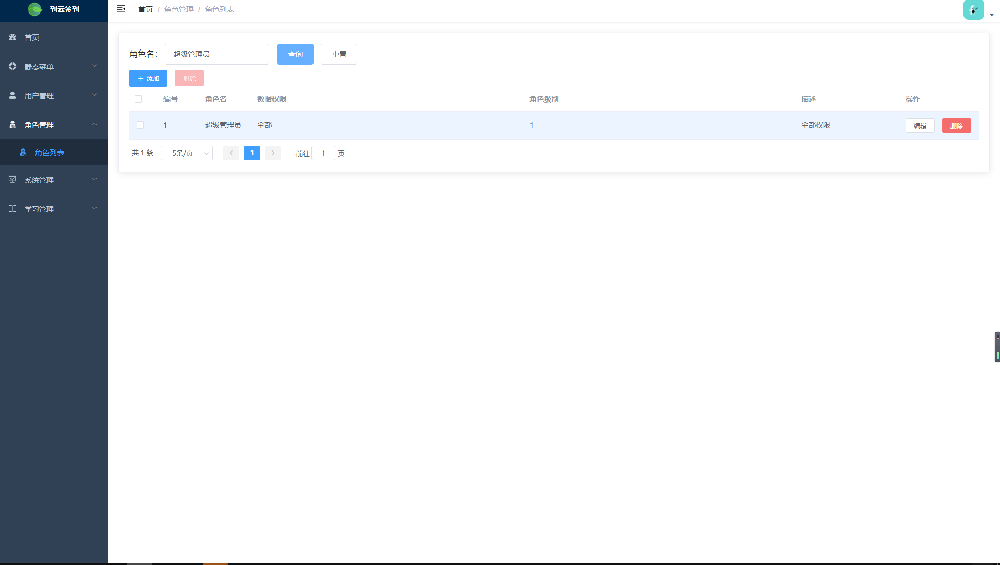 到云签到
首页 / 角色管理 / 角色列表
首页
静态菜单
用户管理
角色管理
角色列表
系统管理
学习管理
角色名: 超级管理员 查询 重置
添加 删除
编号 角色名 数据权限 角色级别 描述 操作
1 超级管理员 全部 1 全部权限 编辑 删除
共 1 条 5条/页 1 前往 1 页